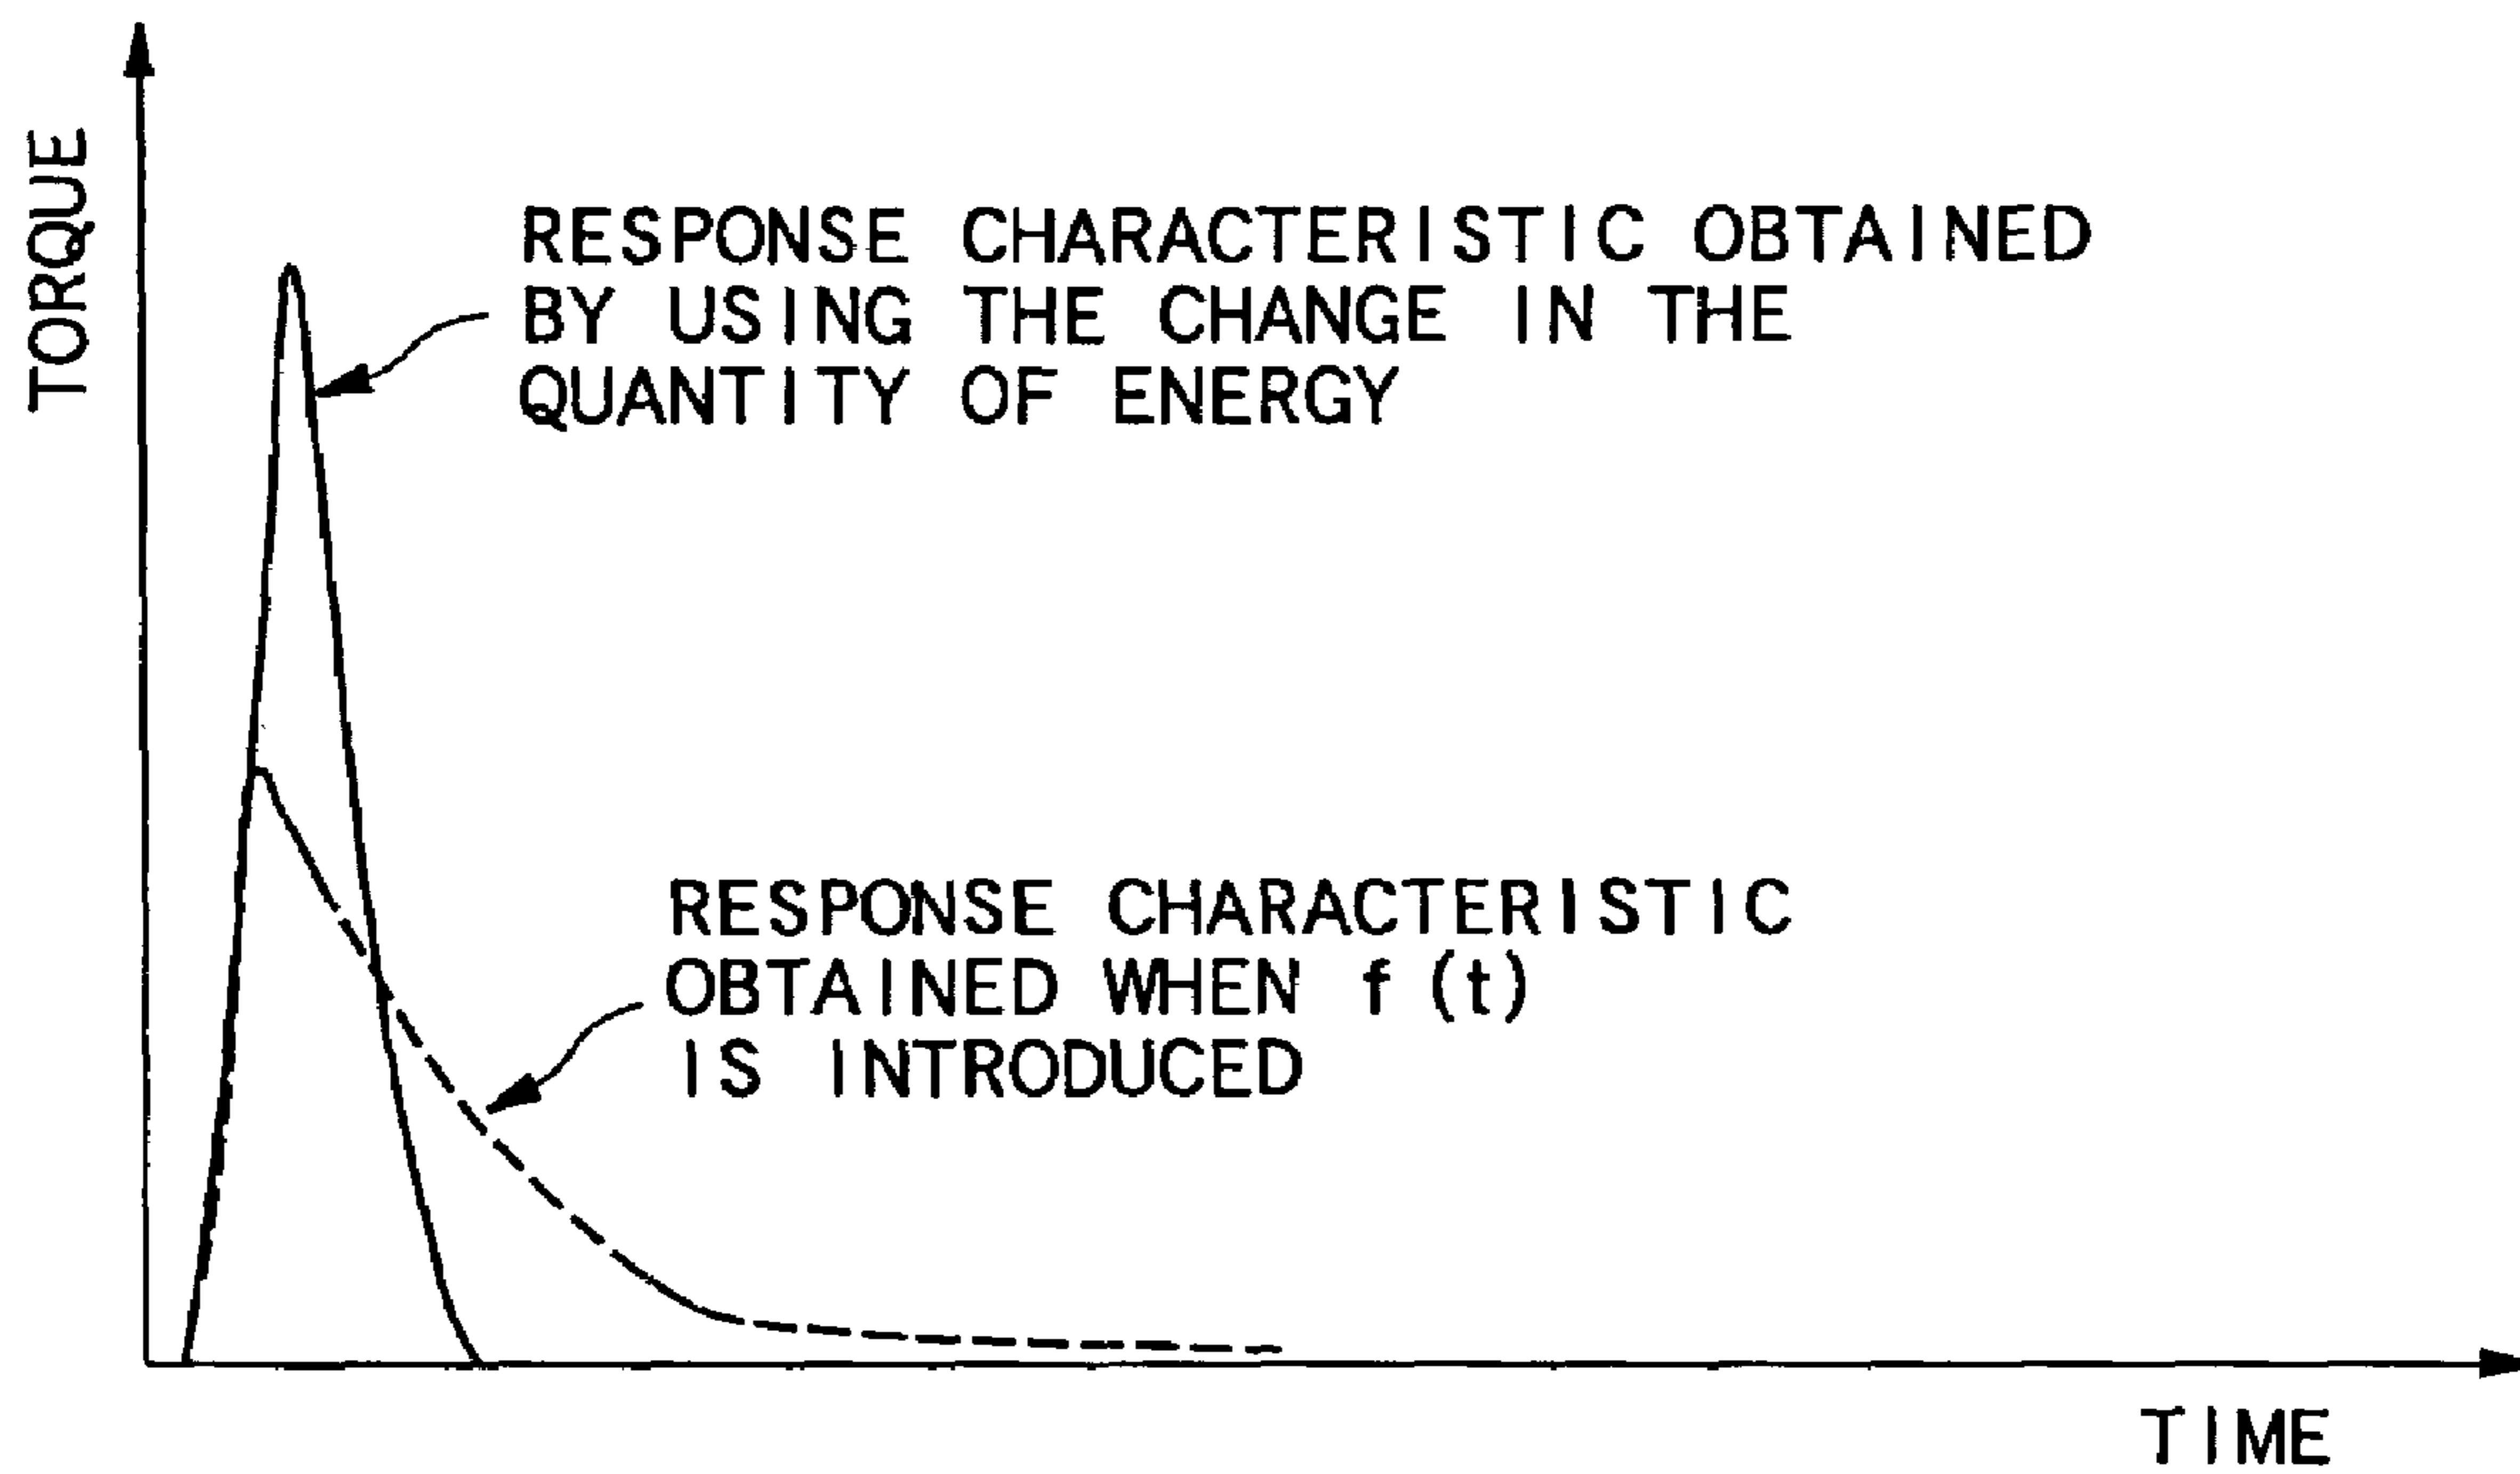 TORQUE
RESPONSE CHARACTERISTIC OBTAINED
BY USING THE CHANGE IN THE
QUANTITY OF ENERGY
RESPONSE CHARACTERISTIC
OBTAINED WHEN f (t)
IS INTRODUCED
TIME